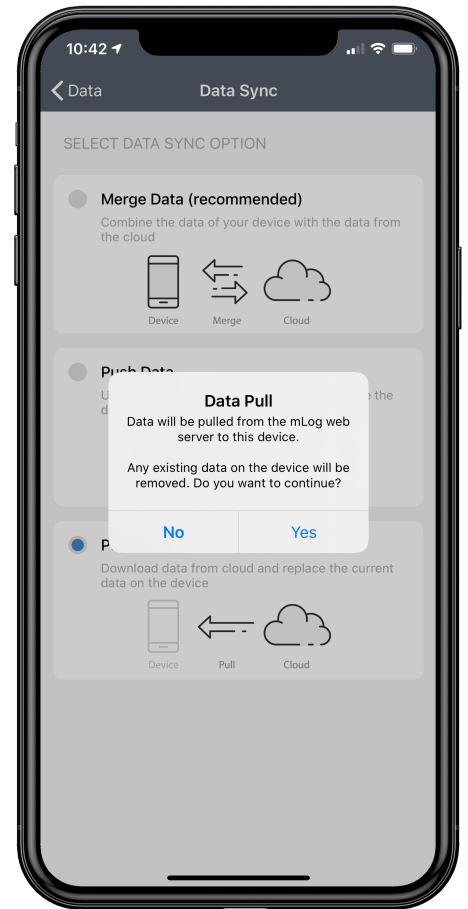 10:42
Data
Data Sync
SELECT DATA SYNC OPTION
Merge Data (recommended)
Combine the data of your device with the data from
the cloud
Device
Merge
Cloud
Push Data
the
Data Pull
Data will be pulled from the mLog web
server to this device.
Any existing data on the device will be
removed. Do you want to continue?
No
Yes
Download data from cloud and replace the current
data on the device
Device
Pull
Cloud